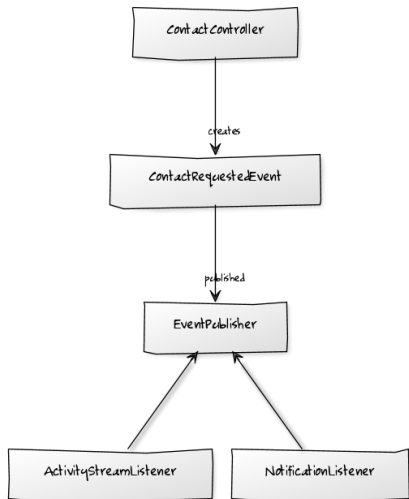 ContactController
creates
ContactRequestedEvent
published
EventPublisher
ActivityStreamListener
NotificationListener